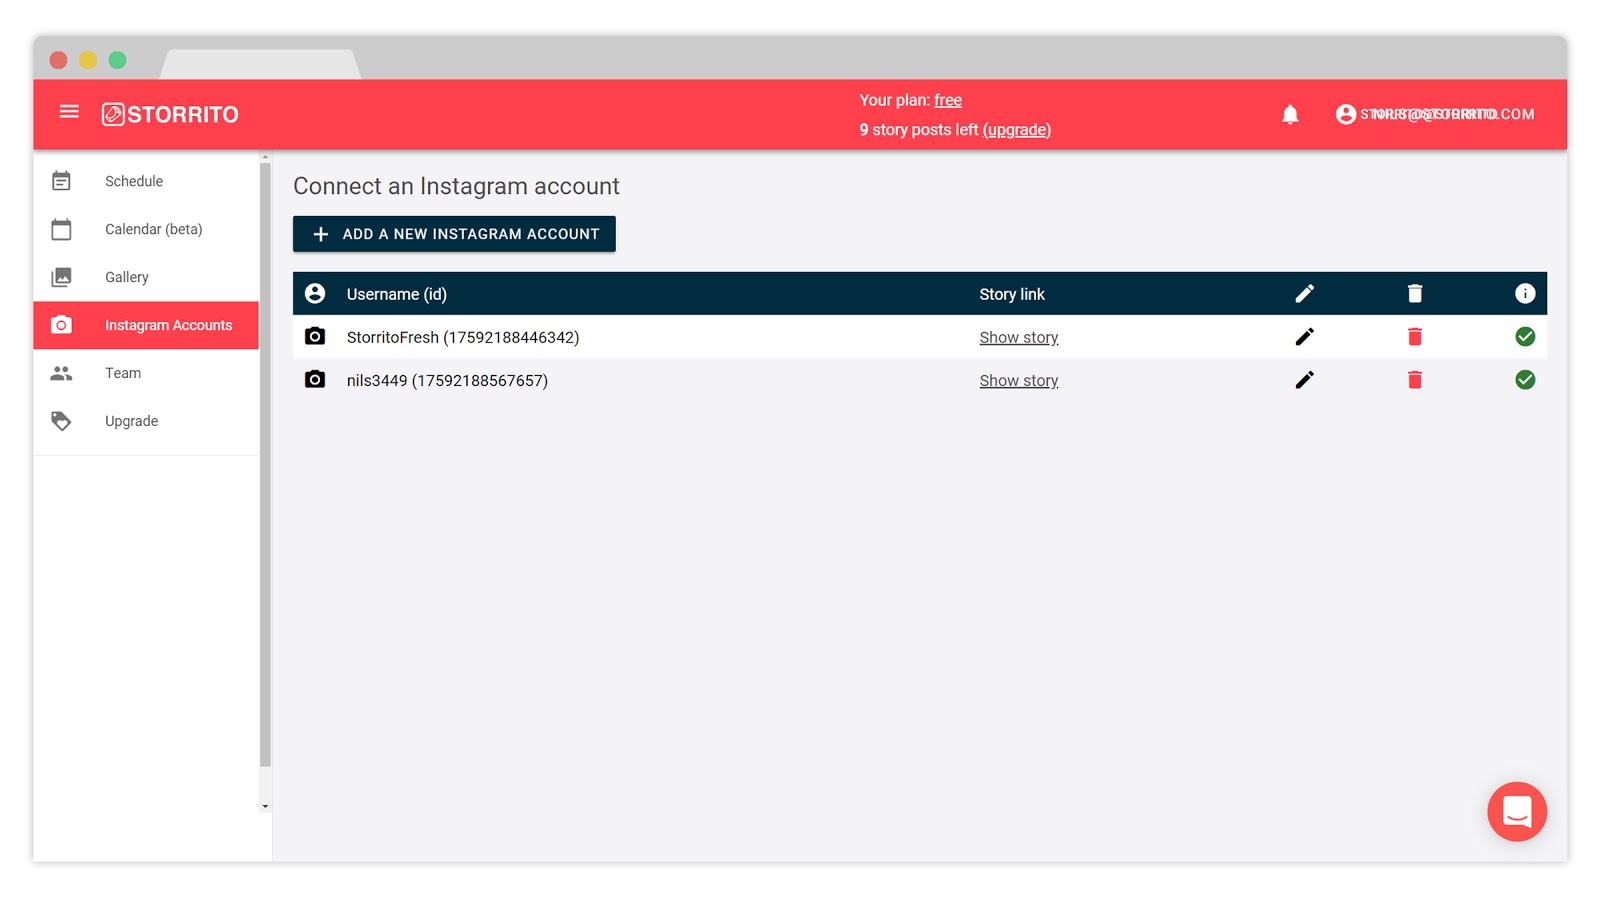 STORRITO
Your plan: free
9 story posts left (upgrade)
Schedule
Calendar (beta)
Gallery
Instagram Accounts
Team
Upgrade
Connect an Instagram account
ADD A NEW INSTAGRAM ACCOUNT
Username (id) Story link
StorritoFresh (17592188446342) Show story
nils3449 (17592188567657) Show story